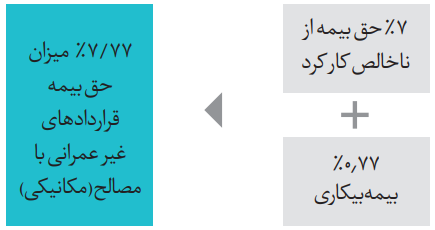 ٪۷ حق بیمه از
ناخالص کارکرد
+
٪۰٫۷۷
بیمه‌بیکاری
٪۷/۷۷ میزان
حق بیمه
قراردادهای
غیر عمرانی با
مصالح(مکانیکی)